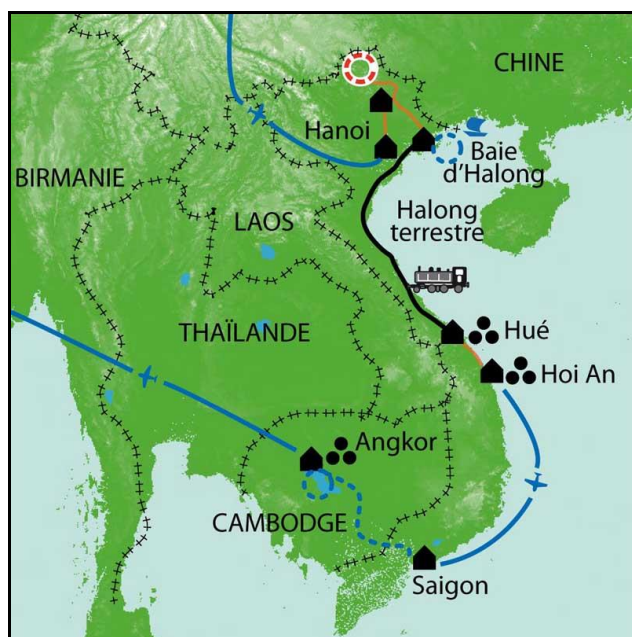 CHINE
Hanoi
Baie
d'Halong
BIRMANIE
LAOS
Halong
terrestre
THAÏLANDE
Hué
Hoi An
Angkor
CAMBODGE
Saigon